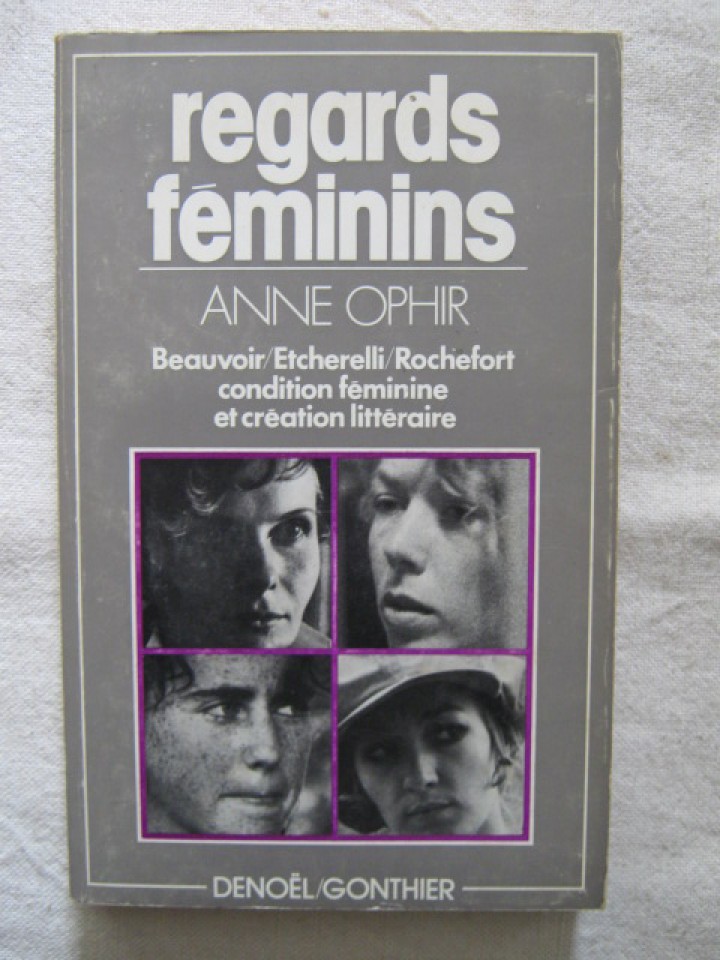 regards
féminins
ANNE OPHIR
Beauvoir/Etcherelli/Rochefort
condition féminine
et création littéraire
DENOËL/GONTHIER